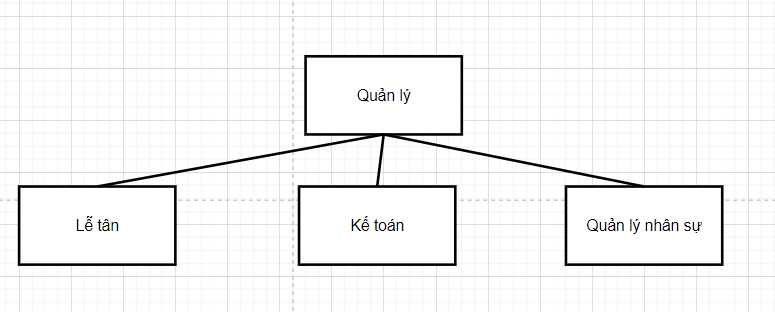 Quản lý
Lễ tân
Kế toán
Quản lý nhân sự